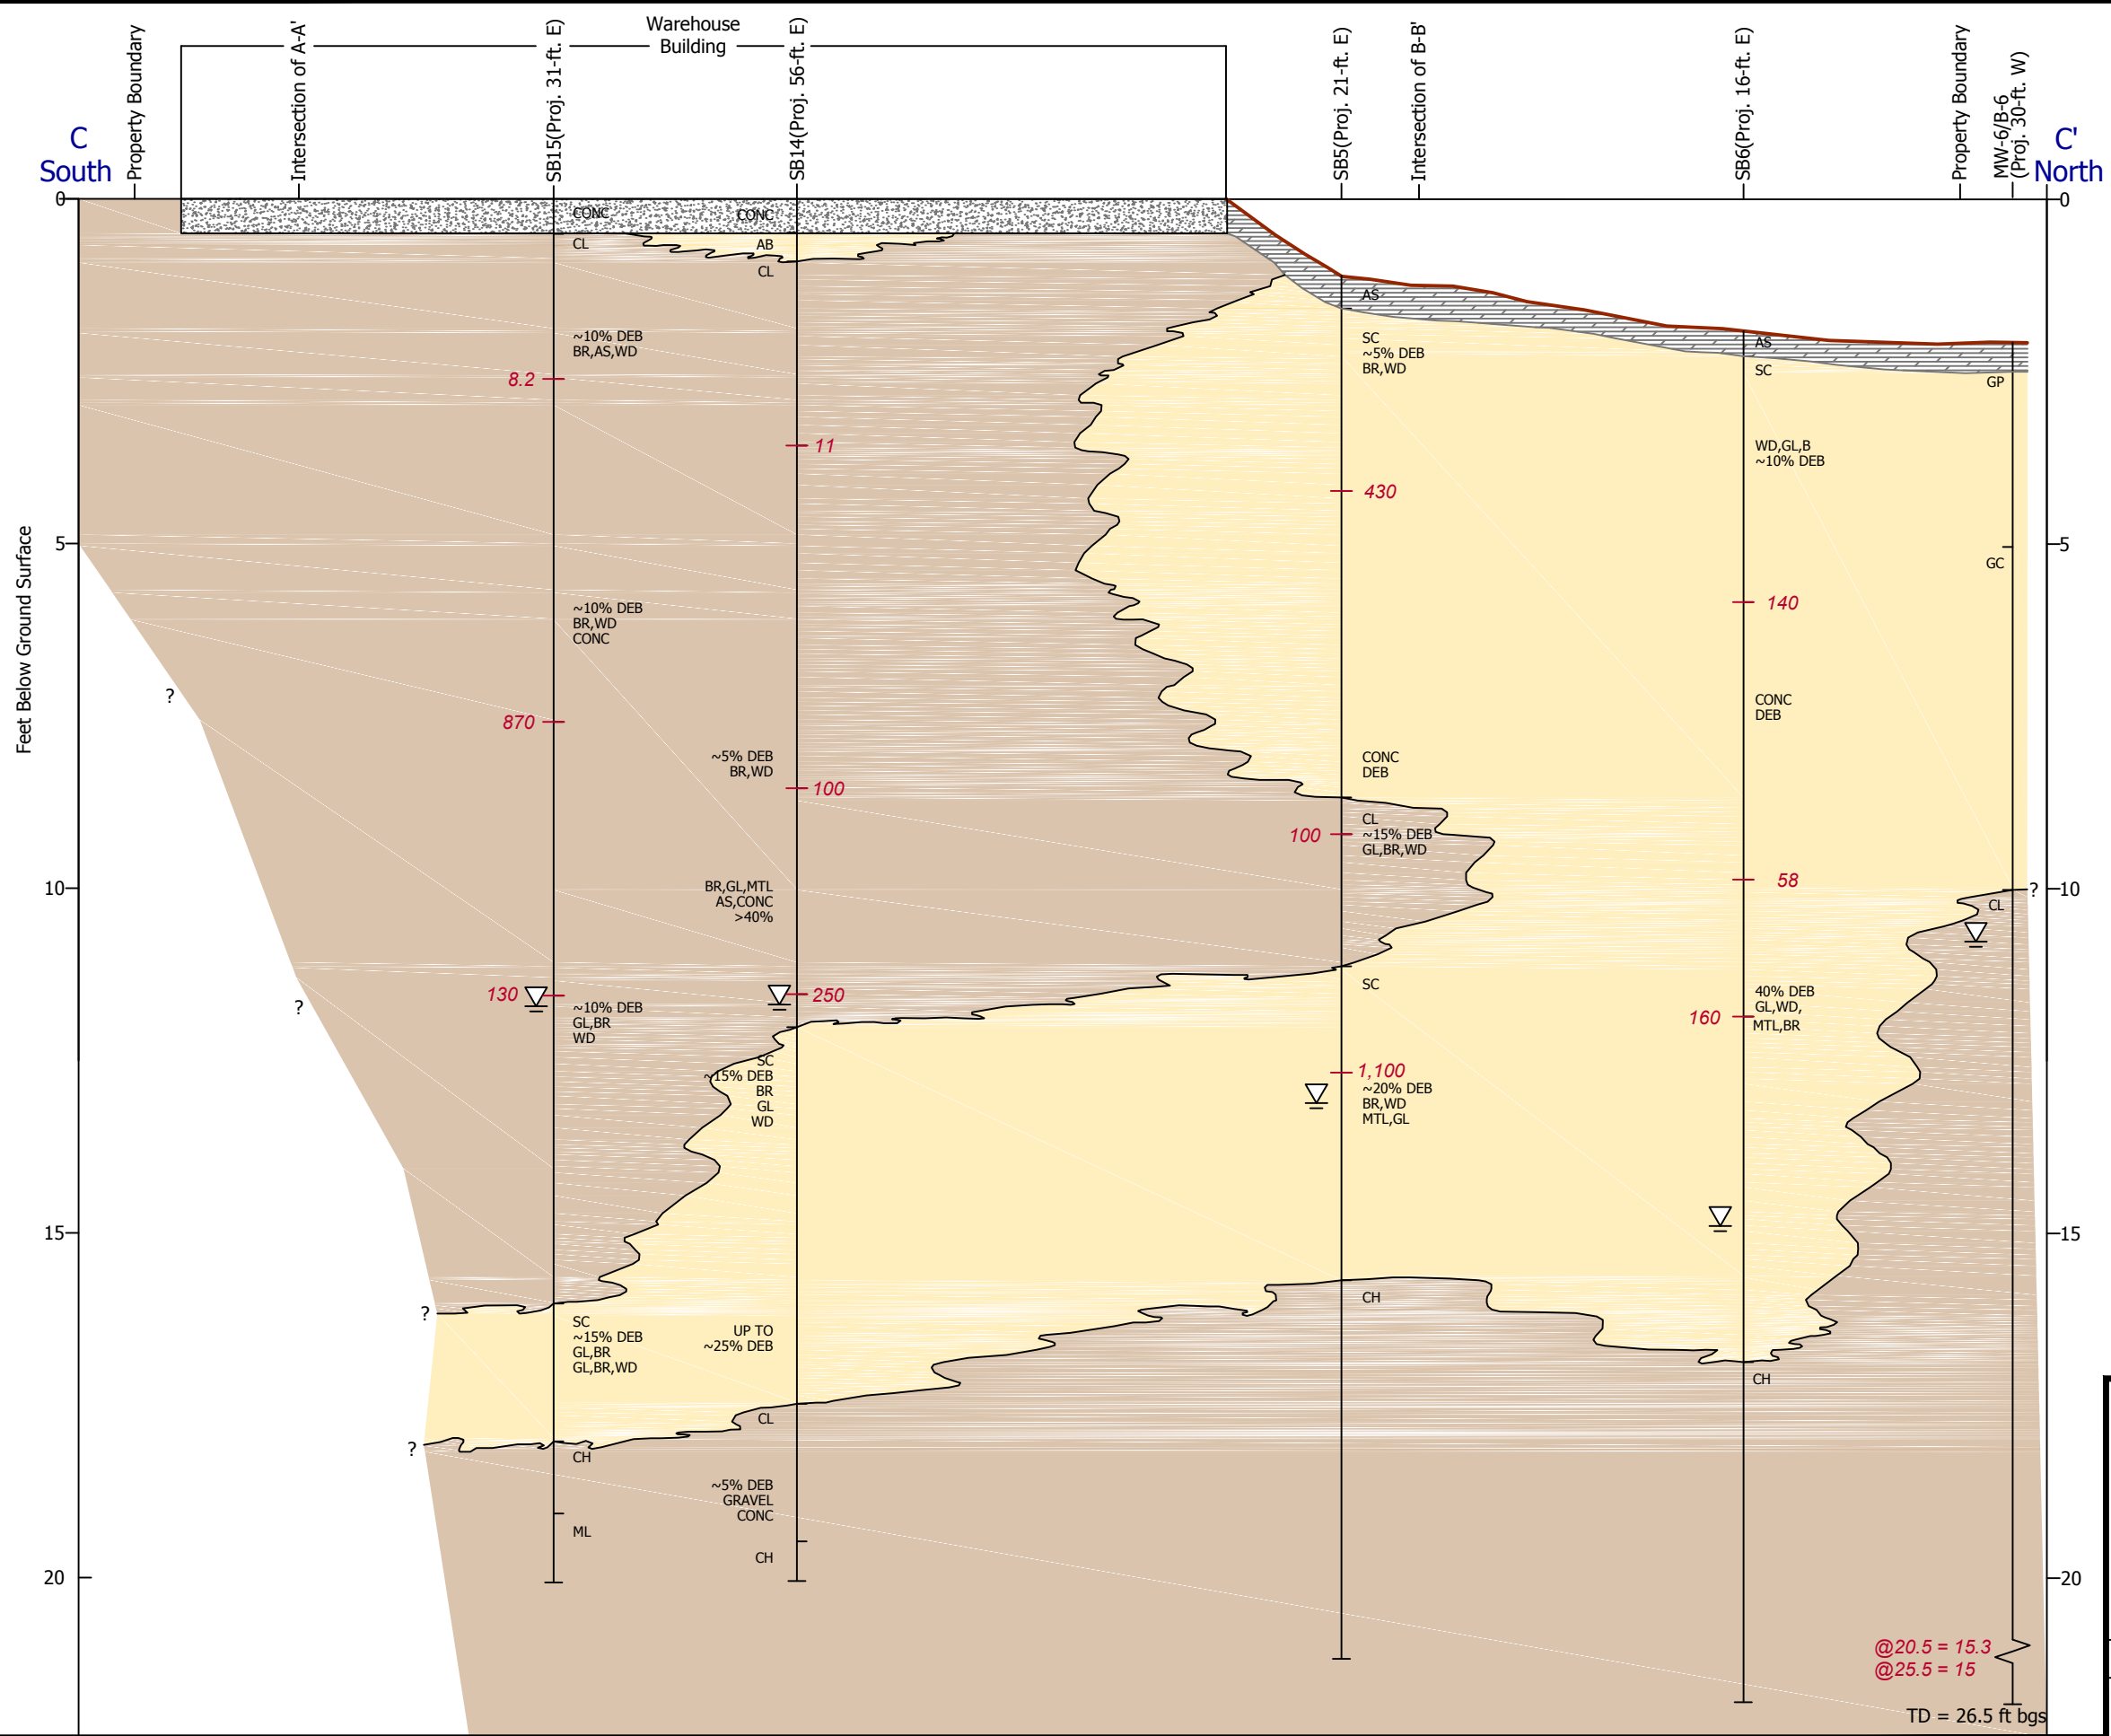 Warehouse
Building
Property Boundary
Intersection of A-A'
SB15(Proj. 31-ft. E)
SB14(Proj. 56-ft. E)
SB5(Proj. 21-ft. E)
Intersection of B-B'
SB6(Proj. 16-ft. E)
Property Boundary
MW-6/B-6
(Proj. 30-ft. W)
C
South
C'
North
0
0
CONC
CONC
CL
AB
CL
AS
AS
SC
~5% DEB
BR,WD
SC
GP
~10% DEB
BR,AS,WD
8.2
11
WD,GL,B
~10% DEB
430
Feet Below Ground Surface
5
5
GC
~10% DEB
BR,WD
CONC
140
?
870
CONC
DEB
~5% DEB
BR,WD
CONC
DEB
100
CL
~15% DEB
GL,BR,WD
100
BR,GL,MTL
AS,CONC
>40%
58
10
?
10
CL
SC
130
250
?
~10% DEB
GL,BR
WD
40% DEB
GL,WD,
MTL,BR
160
SC
~15% DEB
BR
GL
WD
1,100
~20% DEB
BR,WD
MTL,GL
15
15
CH
?
SC
~15% DEB
GL,BR
GL,BR,WD
UP TO
~25% DEB
CH
CL
?
CH
~5% DEB
GRAVEL
CONC
ML
CH
20
20
@20.5 = 15.3
@25.5 = 15
TD = 26.5 ft bgs